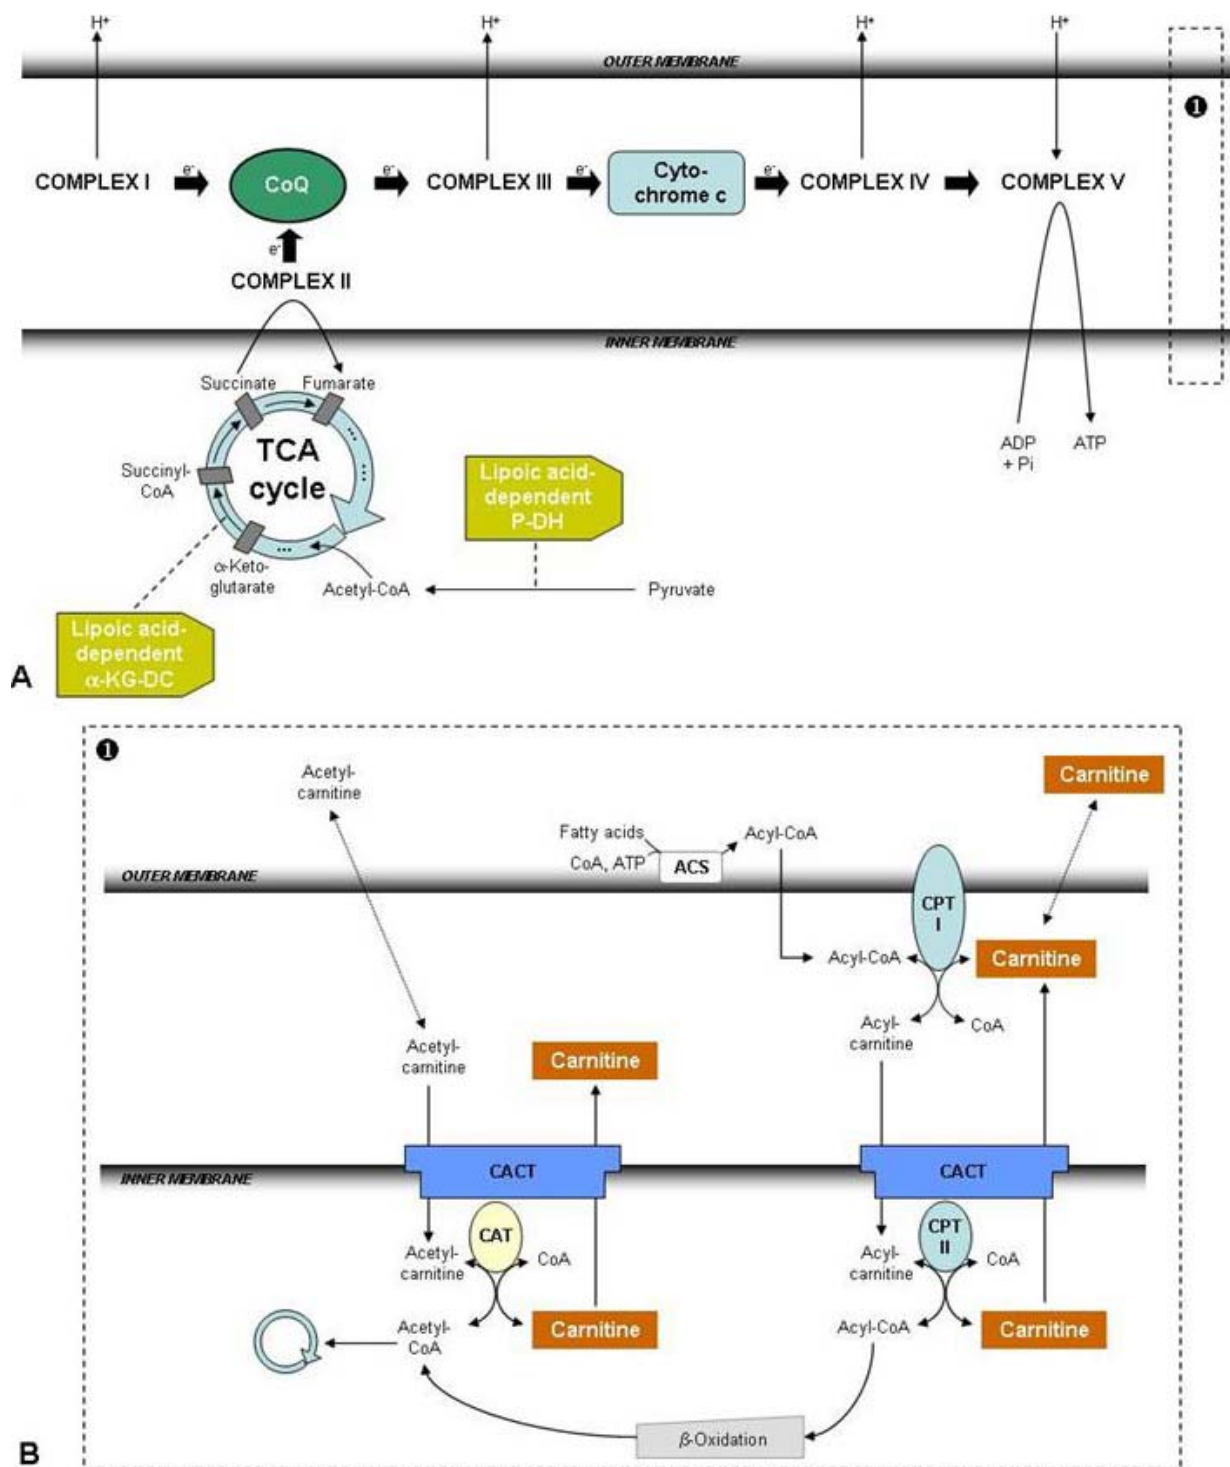 H+ H+ H+ H+
OUTER MEMBRANE
❶
COMPLEX I e- CoQ e- COMPLEX III e- Cyto-
chrome c e- COMPLEX IV COMPLEX V
e-
COMPLEX II
INNER MEMBRANE
Succinate Fumarate
TCA
cycle
Succinyl-
CoA
α-Keto-
glutarate
...
...
...
Acetyl-CoA
Pyruvate
Lipoic acid-
dependent
P-DH
ADP
+ Pi
ATP
Lipoic acid-
dependent
α-KG-DC
A
❶
Acetyl-
carnitine
Fatty acids
CoA, ATP
ACS
Acyl-CoA
Carnitine
OUTER MEMBRANE
CPT
I
Acyl-CoA
Carnitine
Acyl-
carnitine
CoA
Acetyl-
carnitine
Carnitine
CACT
CACT
INNER MEMBRANE
CAT
Acetyl-
carnitine
CoA
Acetyl-
CoA
Carnitine
CPT
II
Acyl-
carnitine
CoA
Acyl-CoA
Carnitine
β-Oxidation
B